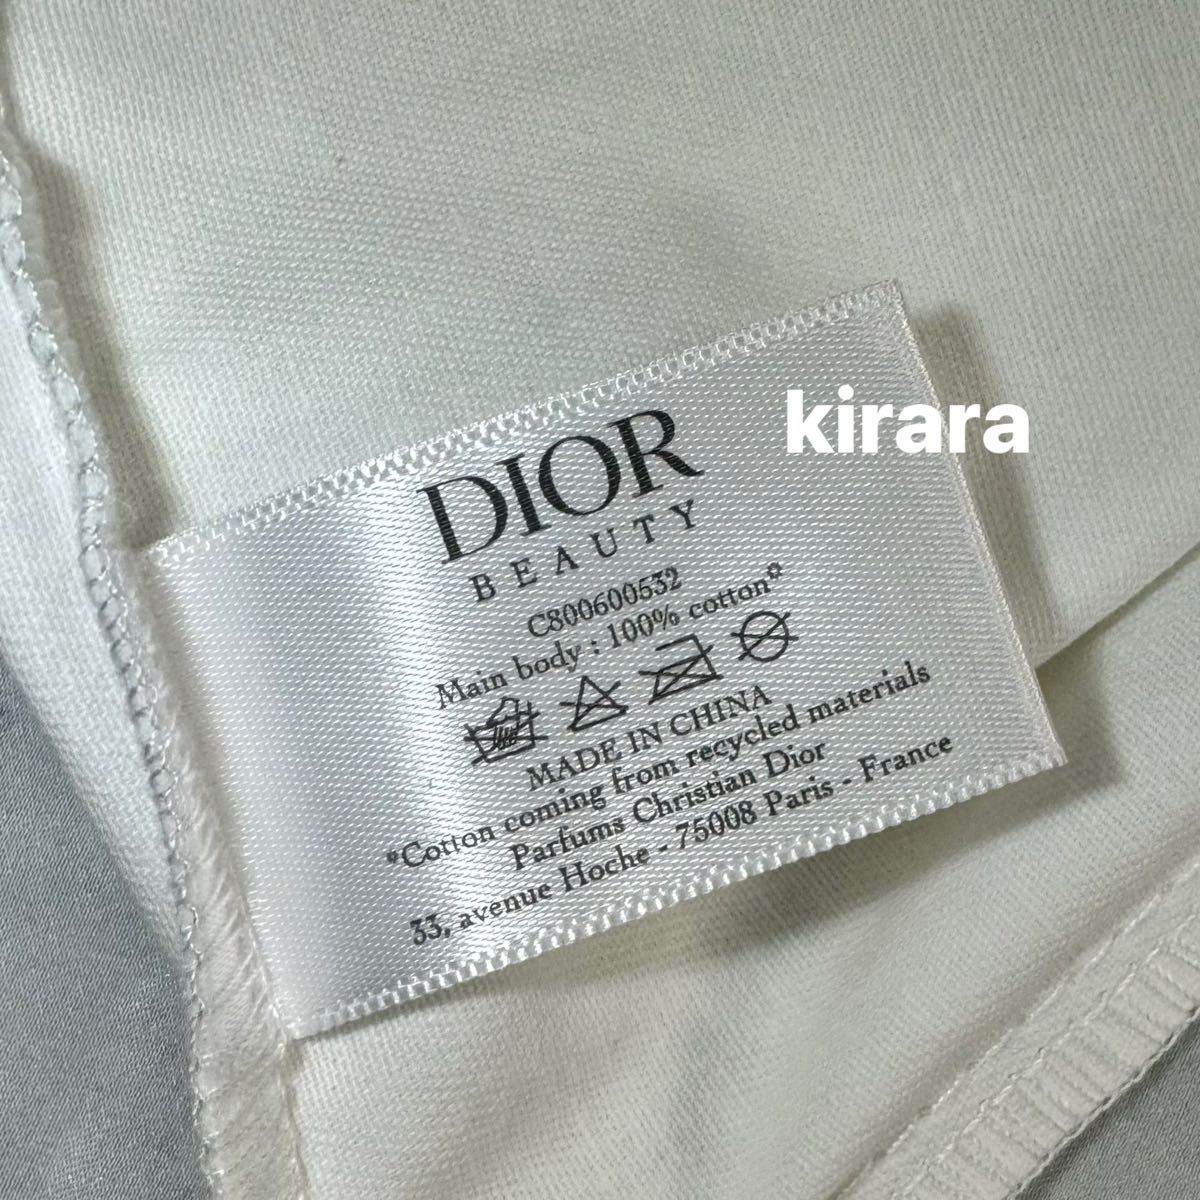 kirara
DIOR
BEAUTY
C800600532
Main body : 100% cotton*
MADE IN CHINA
*Cotton coming from recycled materials
Parfums Christian Dior
33, avenue Hoche - 75008 Paris - France